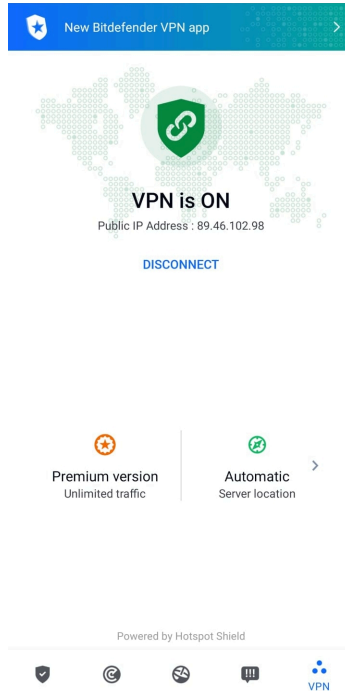 New Bitdefender VPN app
VPN is ON
Public IP Address : 89.46.102.98
DISCONNECT
Premium version
Unlimited traffic
Automatic
Server location
Powered by Hotspot Shield
VPN